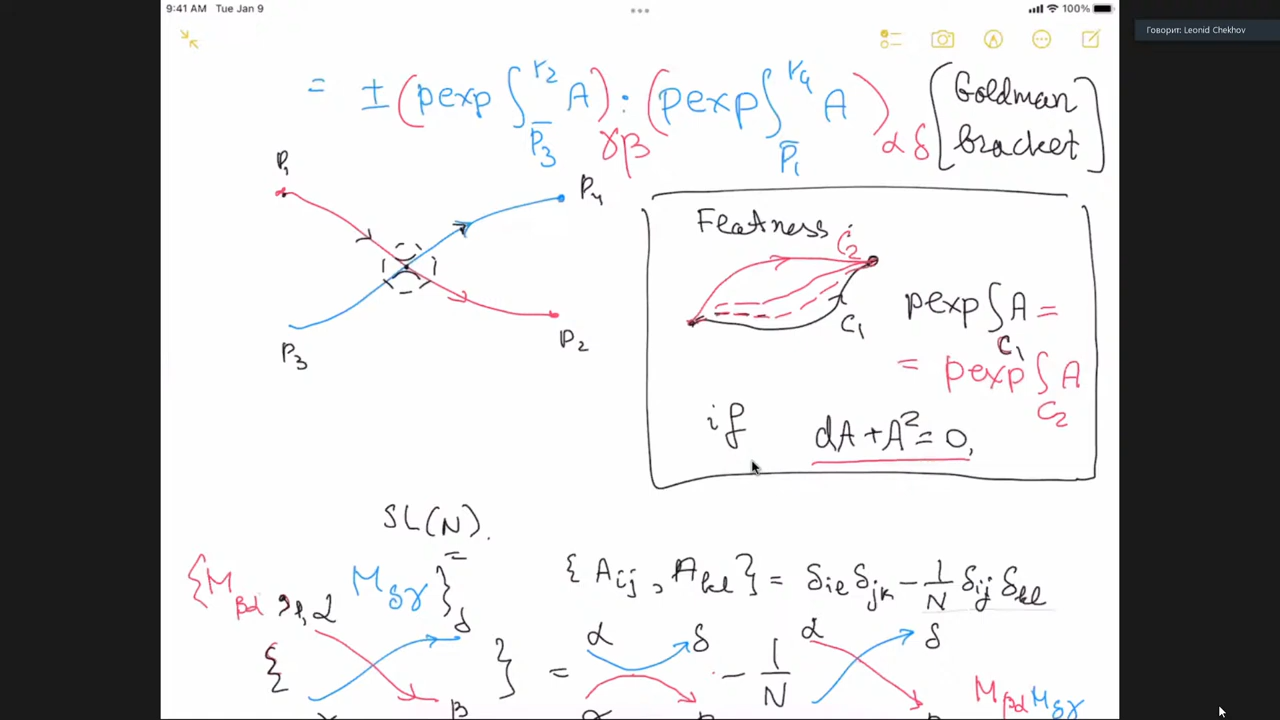 9:41 AM Tue Jan 9
100%
Говорит: Leonid Chekhov
= ± (pexp ∫_{P̅₃}^{r₂} A)_{γβ} · (pexp ∫_{P̅₁}^{r₄} A)_{αδ} [Goldman
bracket]
P₁
P₄
P₃
P₂
Flatness
C₂
C₁
pexp ∫_{C₁} A =
= pexp ∫_{C₂} A
if dA + A² = 0,
SL(N).
{M_{βα} , M_{δγ}}
{A_{ij}, A_{kl}} = δ_{il} δ_{jk} − 1/N δ_{ij} δ_{kl}
α δ
{ } = − 1/N
α δ
α δ
β
M_{βα} M_{δγ}